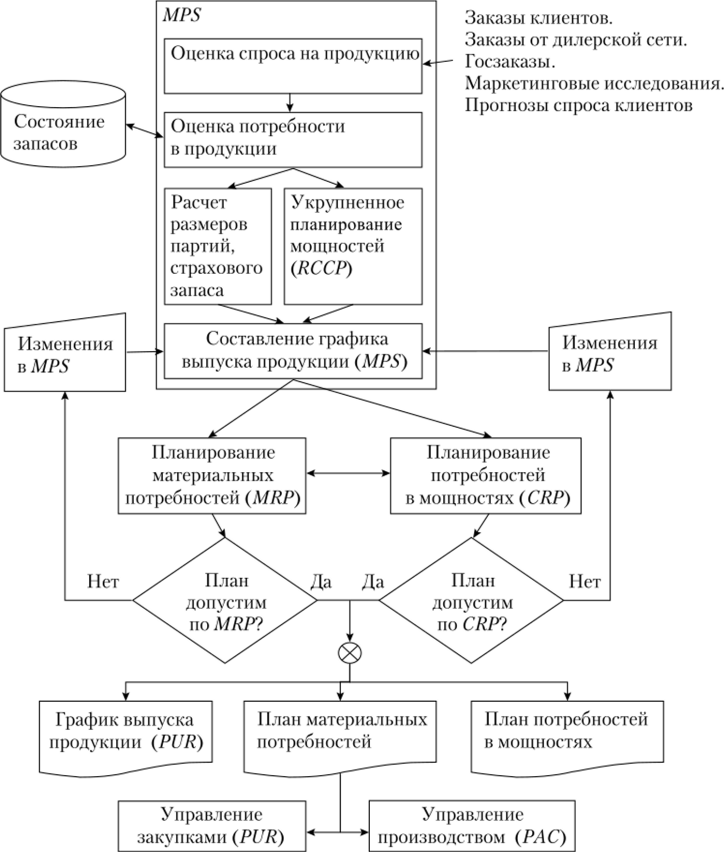 MPS
Заказы клиентов.
Заказы от дилерской сети.
Госзаказы.
Маркетинговые исследования.
Прогнозы спроса клиентов
Оценка спроса на продукцию
Состояние
запасов
Оценка потребности
в продукции
Расчет
размеров
партий,
страхового
запаса
Укрупненное
планирование
мощностей
(RCCP)
Изменения
в MPS
Составление графика
выпуска продукции (MPS)
Изменения
в MPS
Планирование
материальных
потребностей (MRP)
Планирование
потребностей
в мощностях (CRP)
Нет
План
допустим
по MRP?
Да
Да
План
допустим
по CRP?
Нет
График выпуска
продукции (PUR)
План материальных
потребностей
План потребностей
в мощностях
Управление
закупками (PUR)
Управление
производством (PAC)